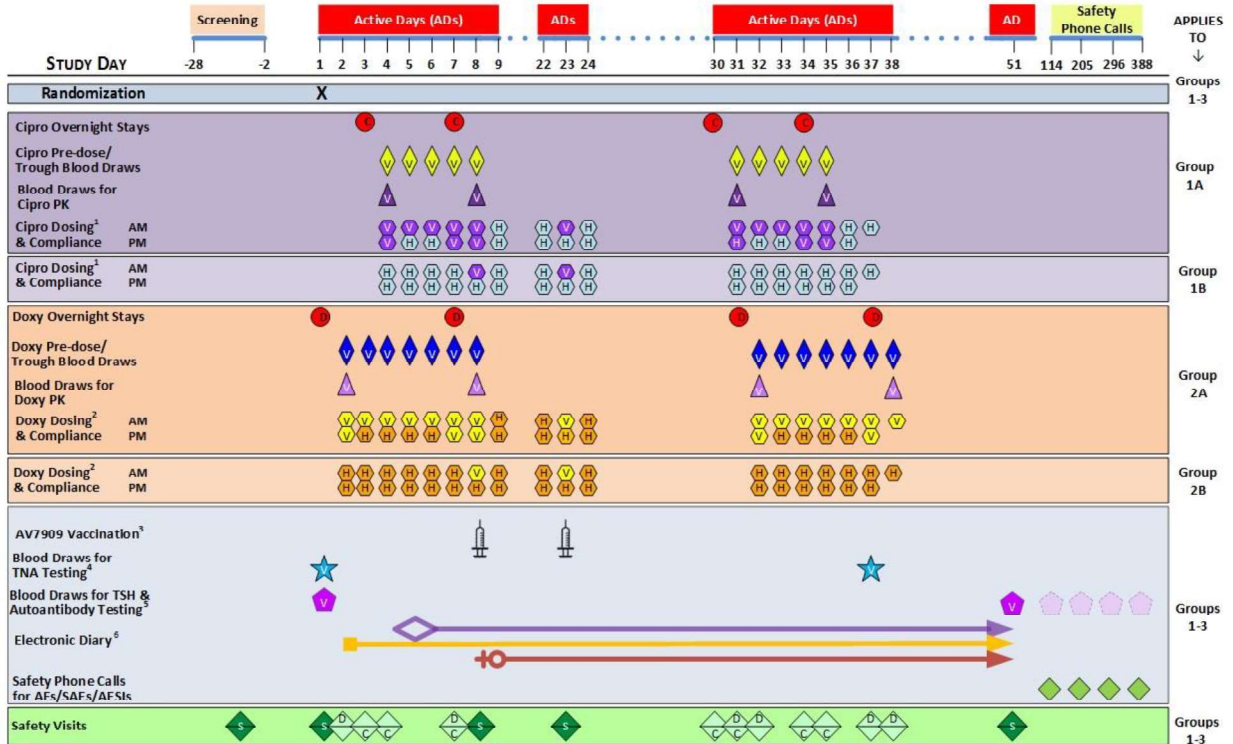 Screening Active Days (ADs) ADs Active Days (ADs) AD Safety
Phone Calls
APPLIES
TO
↓
STUDY DAY -28 -2 1 2 3 4 5 6 7 8 9 22 23 24 30 31 32 33 34 35 36 37 38 51 114 205 296 388
Randomization X Groups
1-3
Cipro Overnight Stays C C C C
Cipro Pre-dose/
Trough Blood Draws V V V V V V V V V V
Group
1A
Blood Draws for
Cipro PK V V V V
Cipro Dosing1 AM V V V V V H H V H V V V V V H H
& Compliance PM V H H V V H H H H H H H V V H
Cipro Dosing1 AM H H H H V H H V H H H H H H H H
& Compliance PM H H H H H H H H H H H H H H H
Group
1B
Doxy Overnight Stays D D D D
Doxy Pre-dose/
Trough Blood Draws V V V V V V V V V V V V V V
Group
2A
Blood Draws for
Doxy PK V V V V
Doxy Dosing2 AM V V V V V V V H H V H V V V V V V V
& Compliance PM V H H H H V V H H H H V H H H H V
Doxy Dosing2 AM H H H H H H V H H V H H H H H H H H
& Compliance PM H H H H H H H H H H H H H H H H H
Group
2B
AV7909 Vaccination3
Blood Draws for
TNA Testing4 V V
Blood Draws for TSH &
Autoantibody Testing5 V V
Groups
1-3
Electronic Diary6
Safety Phone Calls
for AEs/SAEs/AESIs
Safety Visits S S D C C D C S S C D C D C C D D S
Groups
1-3